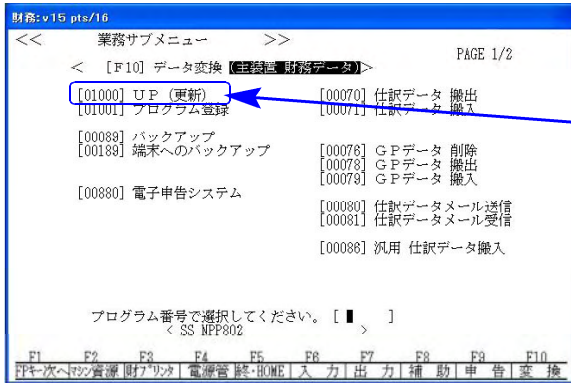 財務:v15 pts/16
<< 業務サブメニュー >>
PAGE 1/2
< [F10] データ変換 (主装置 財務データ)>
[01000] UP (更新) [00070] 仕訳データ 搬出
[01001] プログラム登録 [00071] 仕訳データ 搬入
[00089] バックアップ
[00189] 端末へのバックアップ [00076] GPデータ 削除
[00078] GPデータ 搬出
[00079] GPデータ 搬入
[00880] 電子申告システム
[00080] 仕訳データメール送信
[00081] 仕訳データメール受信
[00086] 汎用 仕訳データ搬入
プログラム番号で選択してください。 [ ]
< SS NPP802 >
F1 F2 F3 F4 F5 F6 F7 F8 F9 F10
FPキー次へ マシン資源 財プリンタ 電源管 終・HOME 入 力 出 力 補 助 申 告 変 換